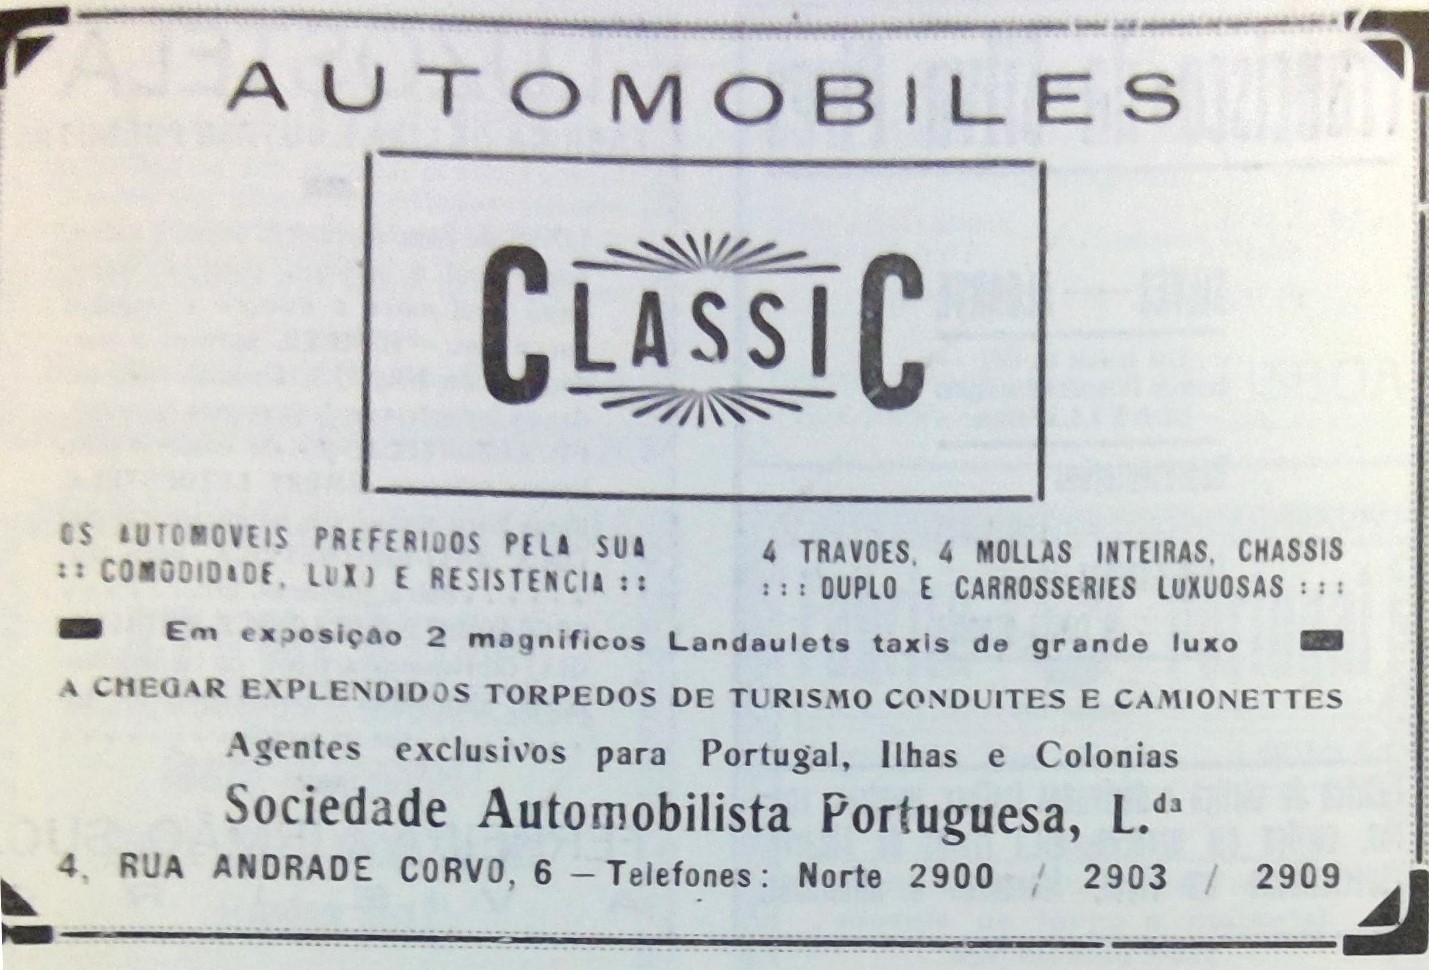 AUTOMOBILES
CLASSIC
OS AUTOMOVEIS PREFERIDOS PELA SUA
:: COMODIDADE, LUXO E RESISTENCIA ::
4 TRAVOES, 4 MOLLAS INTEIRAS, CHASSIS
::: DUPLO E CARROSSERIES LUXUOSAS :::
Em exposição 2 magnificos Landaulets taxis de grande luxo
A CHEGAR EXPLENDIDOS TORPEDOS DE TURISMO CONDUITES E CAMIONETTES
Agentes exclusivos para Portugal, Ilhas e Colonias
Sociedade Automobilista Portuguesa, L.da
4, RUA ANDRADE CORVO, 6 — Telefones: Norte 2900 / 2903 / 2909